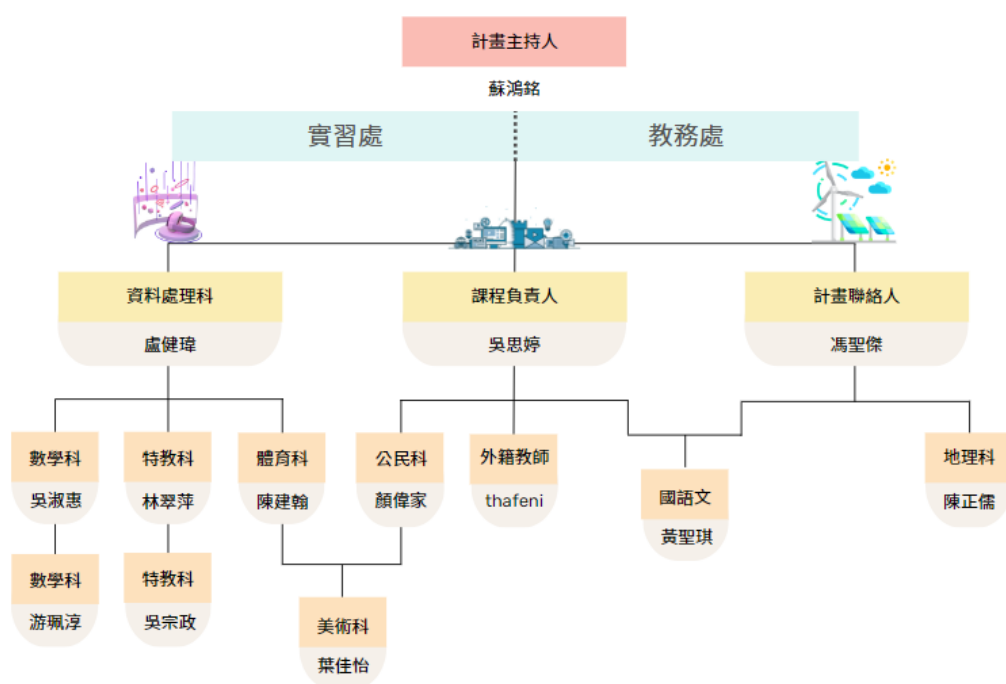 計畫主持人
蘇鴻銘
實習處
教務處
資料處理科
盧健瑋
課程負責人
吳思婷
計畫聯絡人
馮聖傑
數學科
吳淑惠
特教科
林翠萍
體育科
陳建翰
公民科
顏偉家
外籍教師
thafeni
國語文
黃聖琪
地理科
陳正儒
數學科
游珮淳
特教科
吳宗政
美術科
葉佳怡